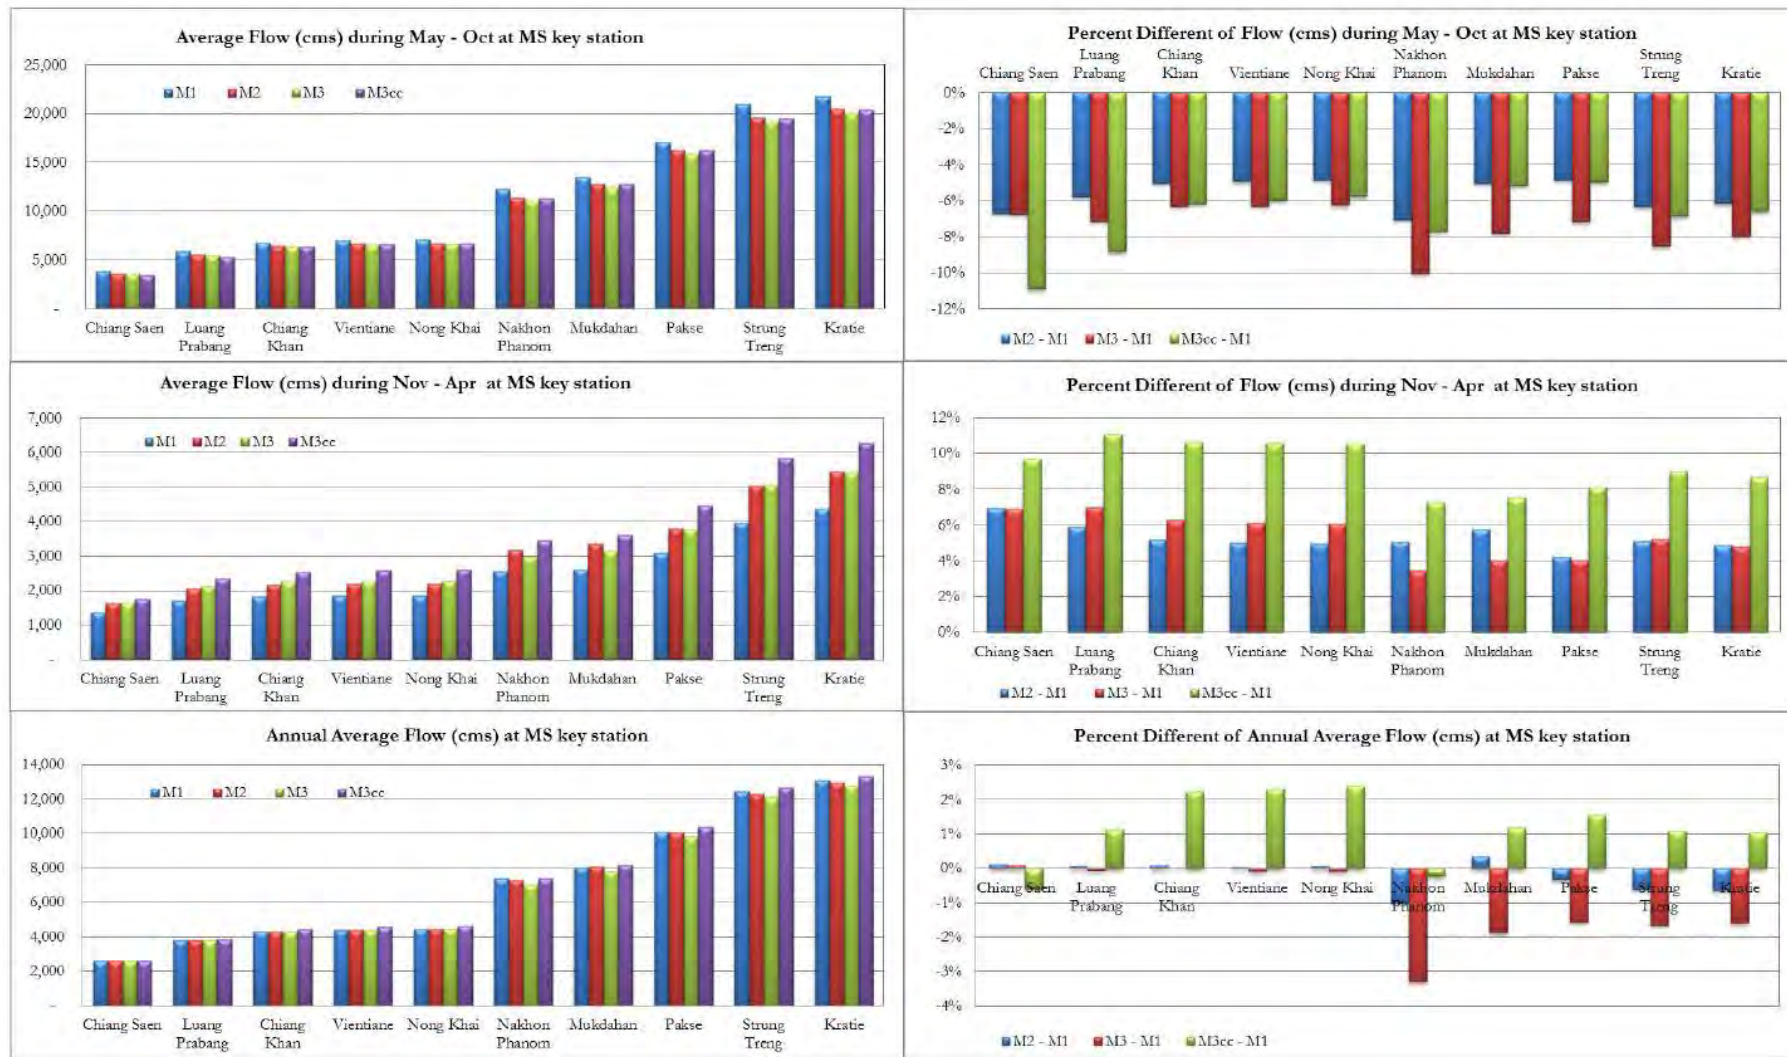 Average Flow (cms) during May - Oct at MS key station
25,000
20,000
15,000
10,000
5,000
-
M1 M2 M3 M3cc
Chiang Saen Luang Prabang Chiang Khan Vientiane Nong Khai Nakhon Phanom Mukdahan Pakse Strung Treng Kratie
Percent Different of Flow (cms) during May - Oct at MS key station
Chiang Saen Luang Prabang Chiang Khan Vientiane Nong Khai Nakhon Phanom Mukdahan Pakse Strung Treng Kratie
0%
-2%
-4%
-6%
-8%
-10%
-12%
M2 - M1 M3 - M1 M3cc - M1
Average Flow (cms) during Nov - Apr at MS key station
7,000
6,000
5,000
4,000
3,000
2,000
1,000
-
M1 M2 M3 M3cc
Chiang Saen Luang Prabang Chiang Khan Vientiane Nong Khai Nakhon Phanom Mukdahan Pakse Strung Treng Kratie
Percent Different of Flow (cms) during Nov - Apr at MS key station
12%
10%
8%
6%
4%
2%
0%
Chiang Saen Luang Prabang Chiang Khan Vientiane Nong Khai Nakhon Phanom Mukdahan Pakse Strung Treng Kratie
M2 - M1 M3 - M1 M3cc - M1
Annual Average Flow (cms) at MS key station
14,000
12,000
10,000
8,000
6,000
4,000
2,000
-
M1 M2 M3 M3cc
Chiang Saen Luang Prabang Chiang Khan Vientiane Nong Khai Nakhon Phanom Mukdahan Pakse Strung Treng Kratie
Percent Different of Annual Average Flow (cms) at MS key station
3%
2%
1%
0%
-1%
-2%
-3%
-4%
Chiang Saen Luang Prabang Chiang Khan Vientiane Nong Khai Nakhon Phanom Mukdahan Pakse Strung Treng Kratie
M2 - M1 M3 - M1 M3cc - M1